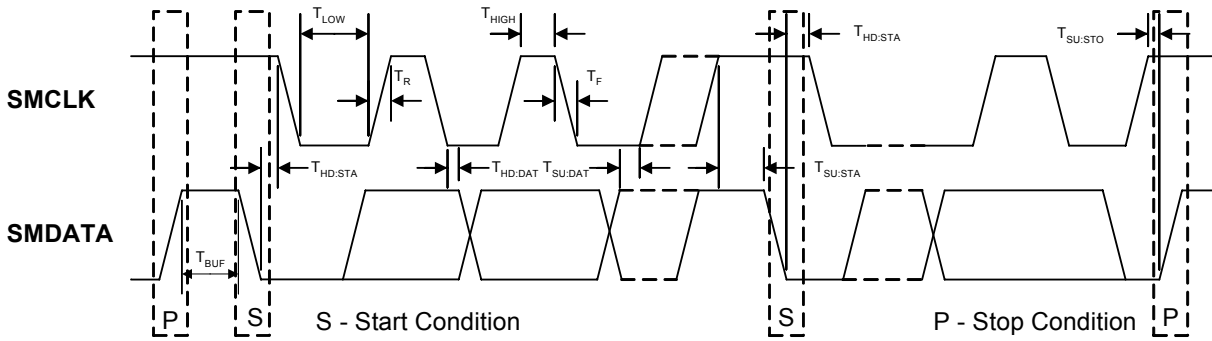 T_LOW
T_HIGH
T_HD:STA
T_SU:STO
T_R
T_F
SMCLK
T_HD:STA
T_HD:DAT
T_SU:DAT
T_SU:STA
SMDATA
T_BUF
P
S
S - Start Condition
S
P - Stop Condition
P